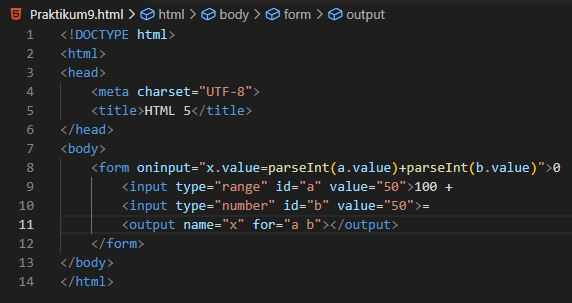 Praktikum9.html > html > body > form > output
1 <!DOCTYPE html>
2 <html>
3 <head>
4     <meta charset="UTF-8">
5     <title>HTML 5</title>
6 </head>
7 <body>
8     <form oninput="x.value=parseInt(a.value)+parseInt(b.value)">0
9         <input type="range" id="a" value="50">100 +
10         <input type="number" id="b" value="50">=
11         <output name="x" for="a b"></output>
12     </form>
13 </body>
14 </html>